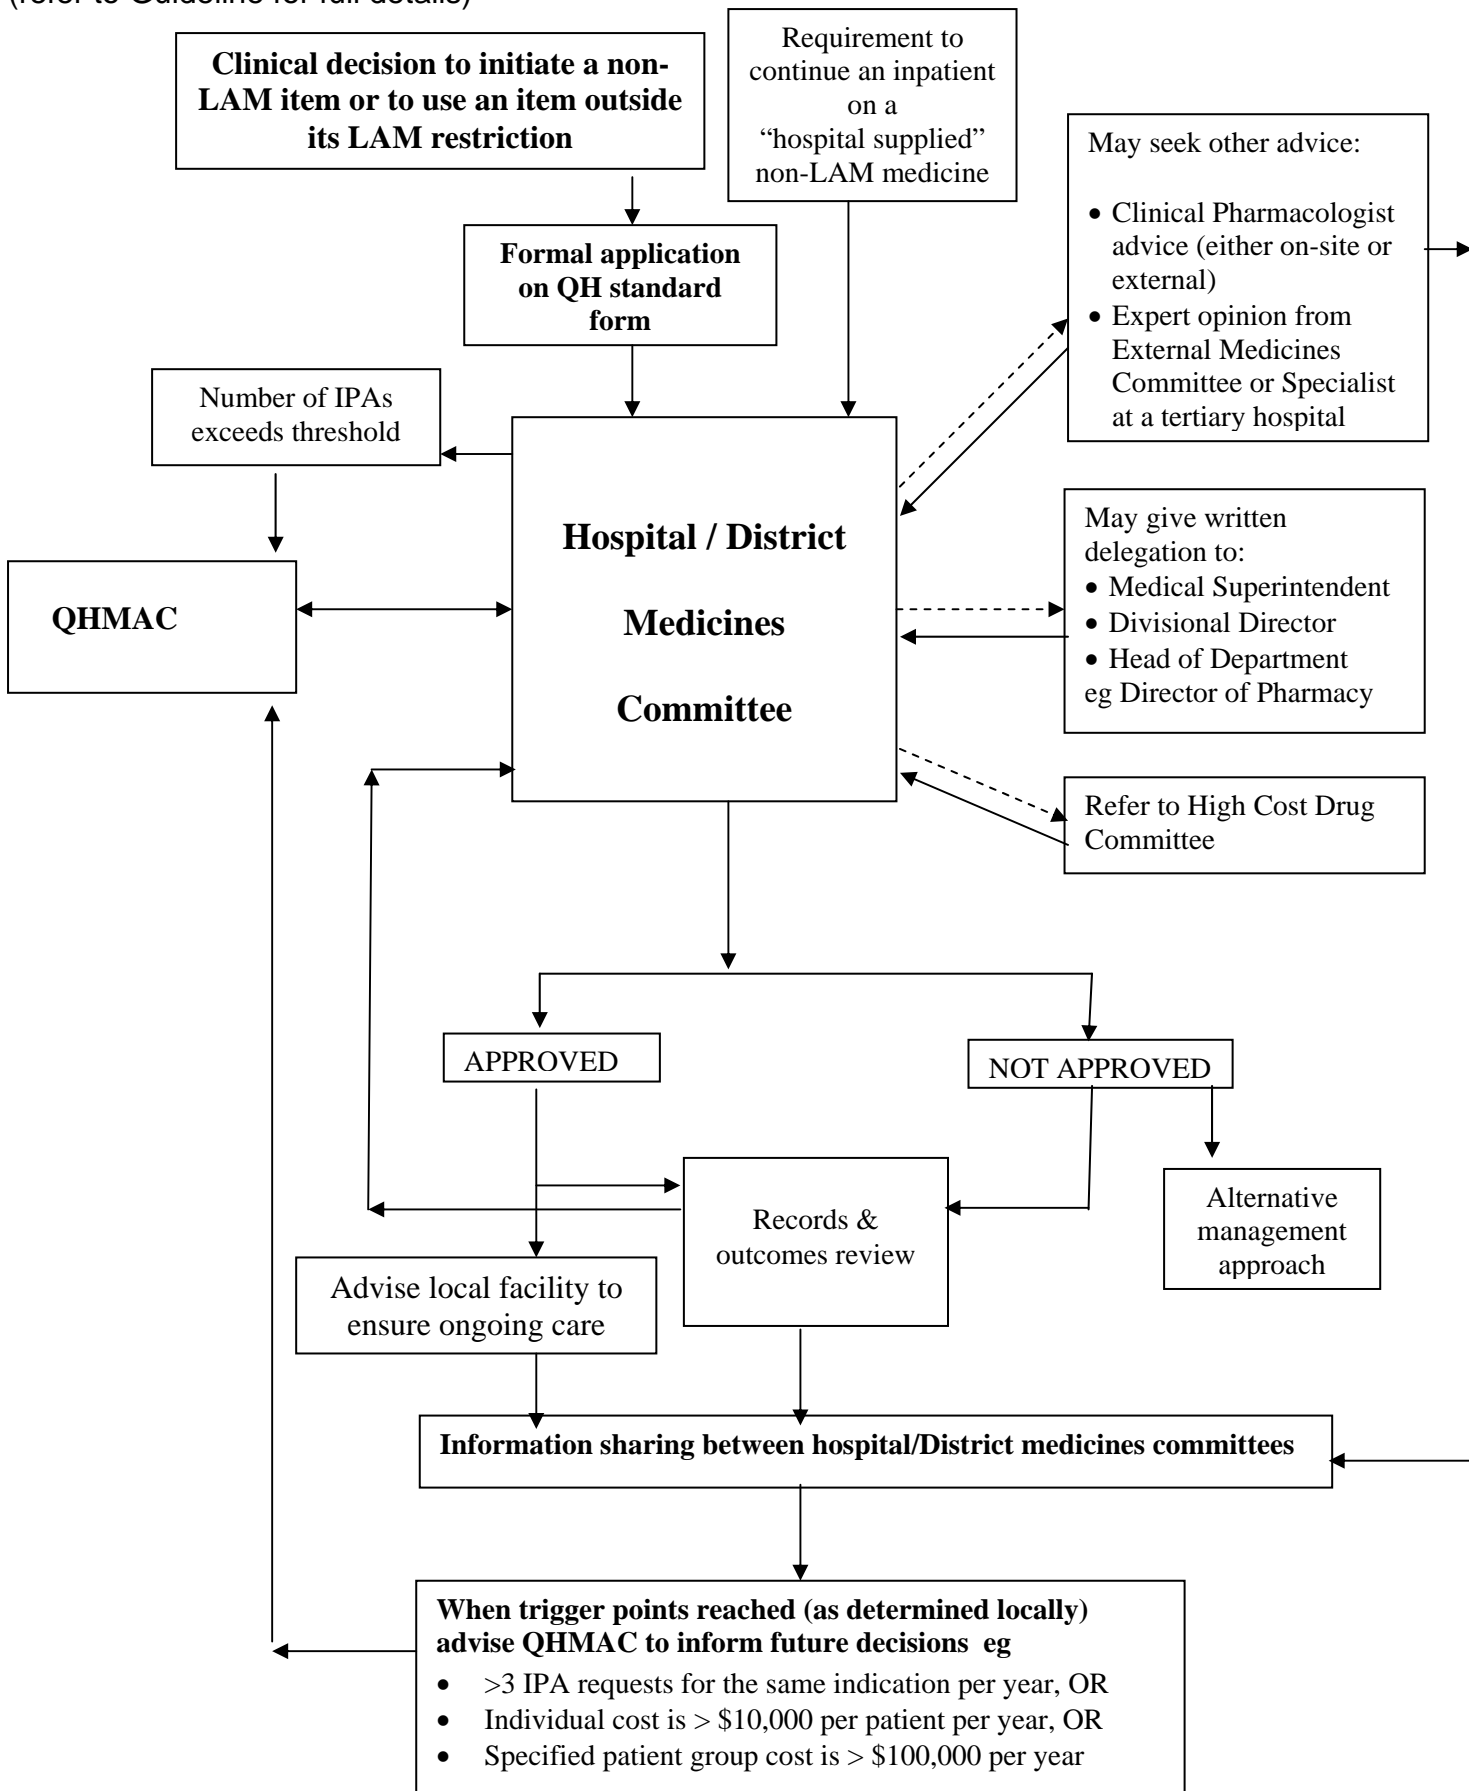 (refer to Guideline for full details)
Clinical decision to initiate a non-
LAM item or to use an item outside
its LAM restriction
Requirement to
continue an inpatient
on a
“hospital supplied”
non-LAM medicine
May seek other advice:
• Clinical Pharmacologist
advice (either on-site or
external)
• Expert opinion from
External Medicines
Committee or Specialist
at a tertiary hospital
Formal application
on QH standard
form
Number of IPAs
exceeds threshold
Hospital / District
Medicines
Committee
May give written
delegation to:
• Medical Superintendent
• Divisional Director
• Head of Department
eg Director of Pharmacy
QHMAC
Refer to High Cost Drug
Committee
APPROVED
NOT APPROVED
Records &
outcomes review
Alternative
management
approach
Advise local facility to
ensure ongoing care
Information sharing between hospital/District medicines committees
When trigger points reached (as determined locally)
advise QHMAC to inform future decisions  eg
• >3 IPA requests for the same indication per year, OR
• Individual cost is > $10,000 per patient per year, OR
• Specified patient group cost is > $100,000 per year